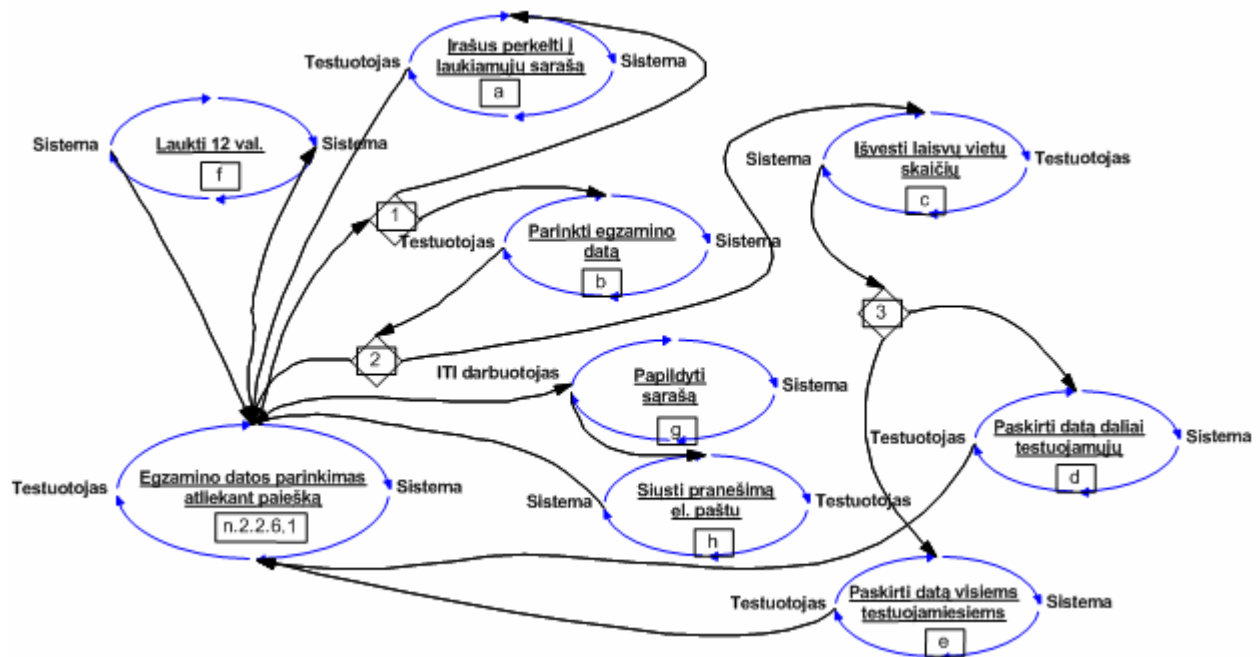 Įrašus perkelti į
laukiamųjų sąrašą
a
Testuotojas
Sistema
Laukti 12 val.
f
Sistema
Sistema
Išvesti laisvų vietų
skaičių
c
Sistema
Testuotojas
1
Parinkti egzamino
datą
b
Testuotojas
Sistema
2
3
ITI darbuotojas
Papildyti
sąrašą
g
Sistema
Paskirti datą daliai
testuojamųjų
d
Testuotojas
Sistema
Egzamino datos parinkimas
atliekant paiešką
n.2.2.6.1
Testuotojas
Sistema
Siųsti pranešimą
el. paštu
h
Sistema
Testuotojas
Paskirti datą visiems
testuojamiesiems
e
Testuotojas
Sistema